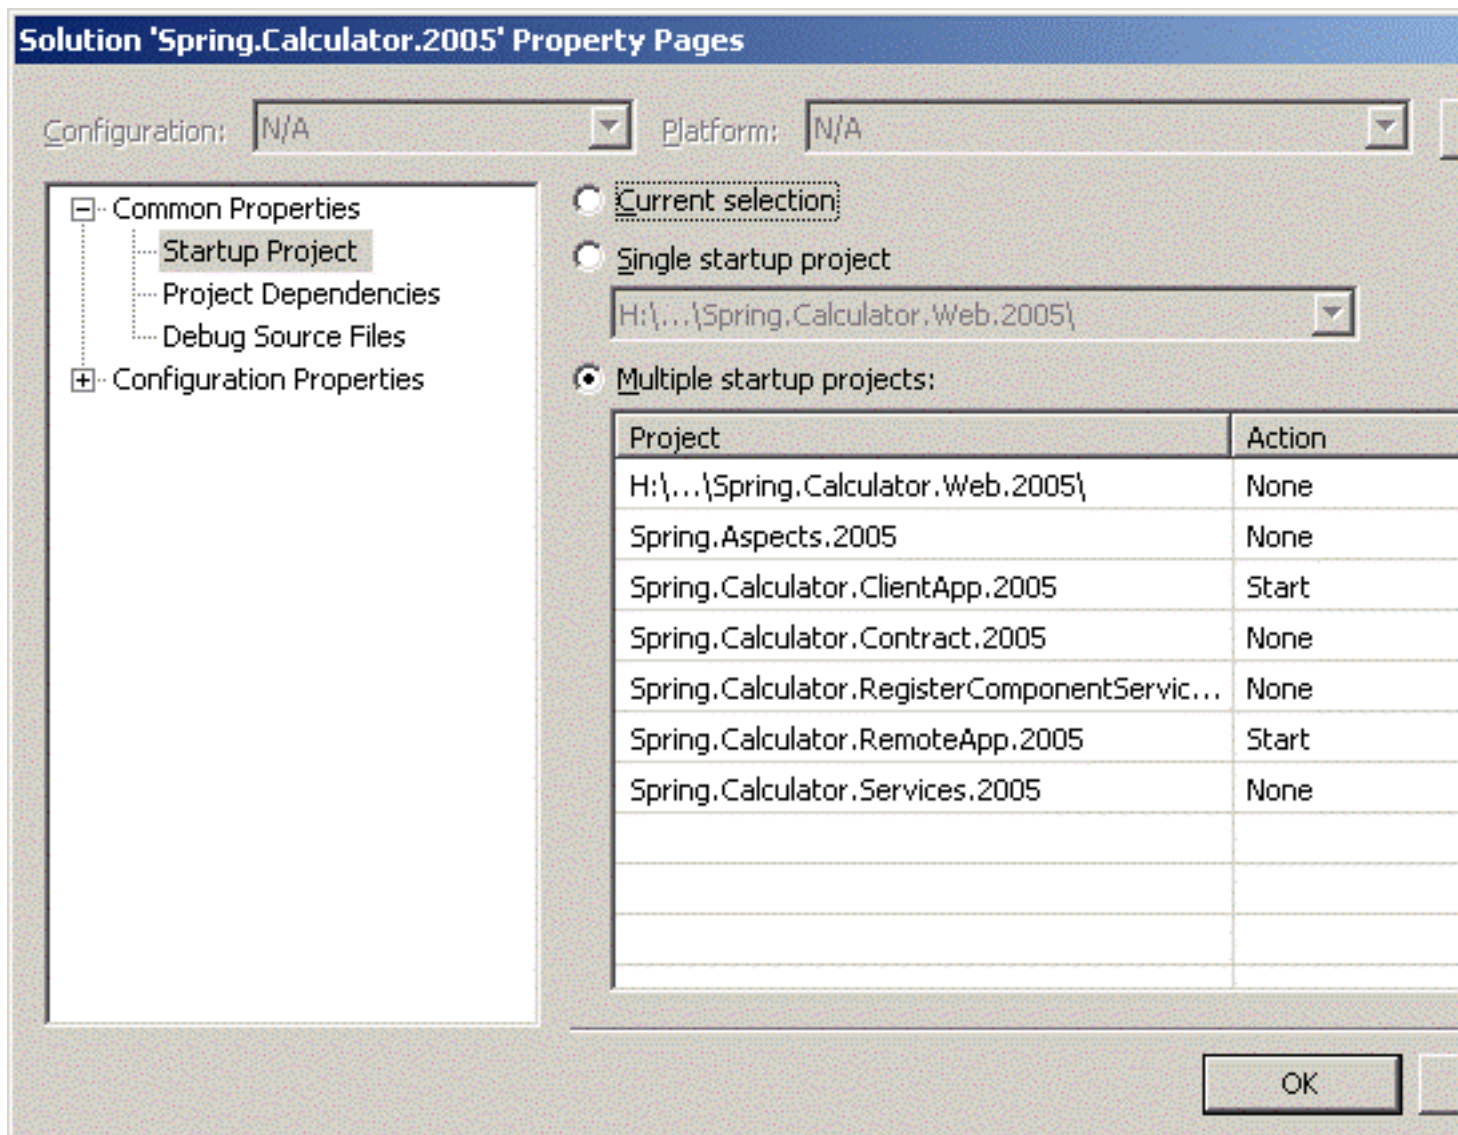 Solution 'Spring.Calculator.2005' Property Pages
Configuration: N/A Platform: N/A
Common Properties
Startup Project
Project Dependencies
Debug Source Files
Configuration Properties
Current selection
Single startup project
H:\...\Spring.Calculator.Web.2005\
Multiple startup projects:
Project Action
H:\...\Spring.Calculator.Web.2005\ None
Spring.Aspects.2005 None
Spring.Calculator.ClientApp.2005 Start
Spring.Calculator.Contract.2005 None
Spring.Calculator.RegisterComponentServic... None
Spring.Calculator.RemoteApp.2005 Start
Spring.Calculator.Services.2005 None
OK